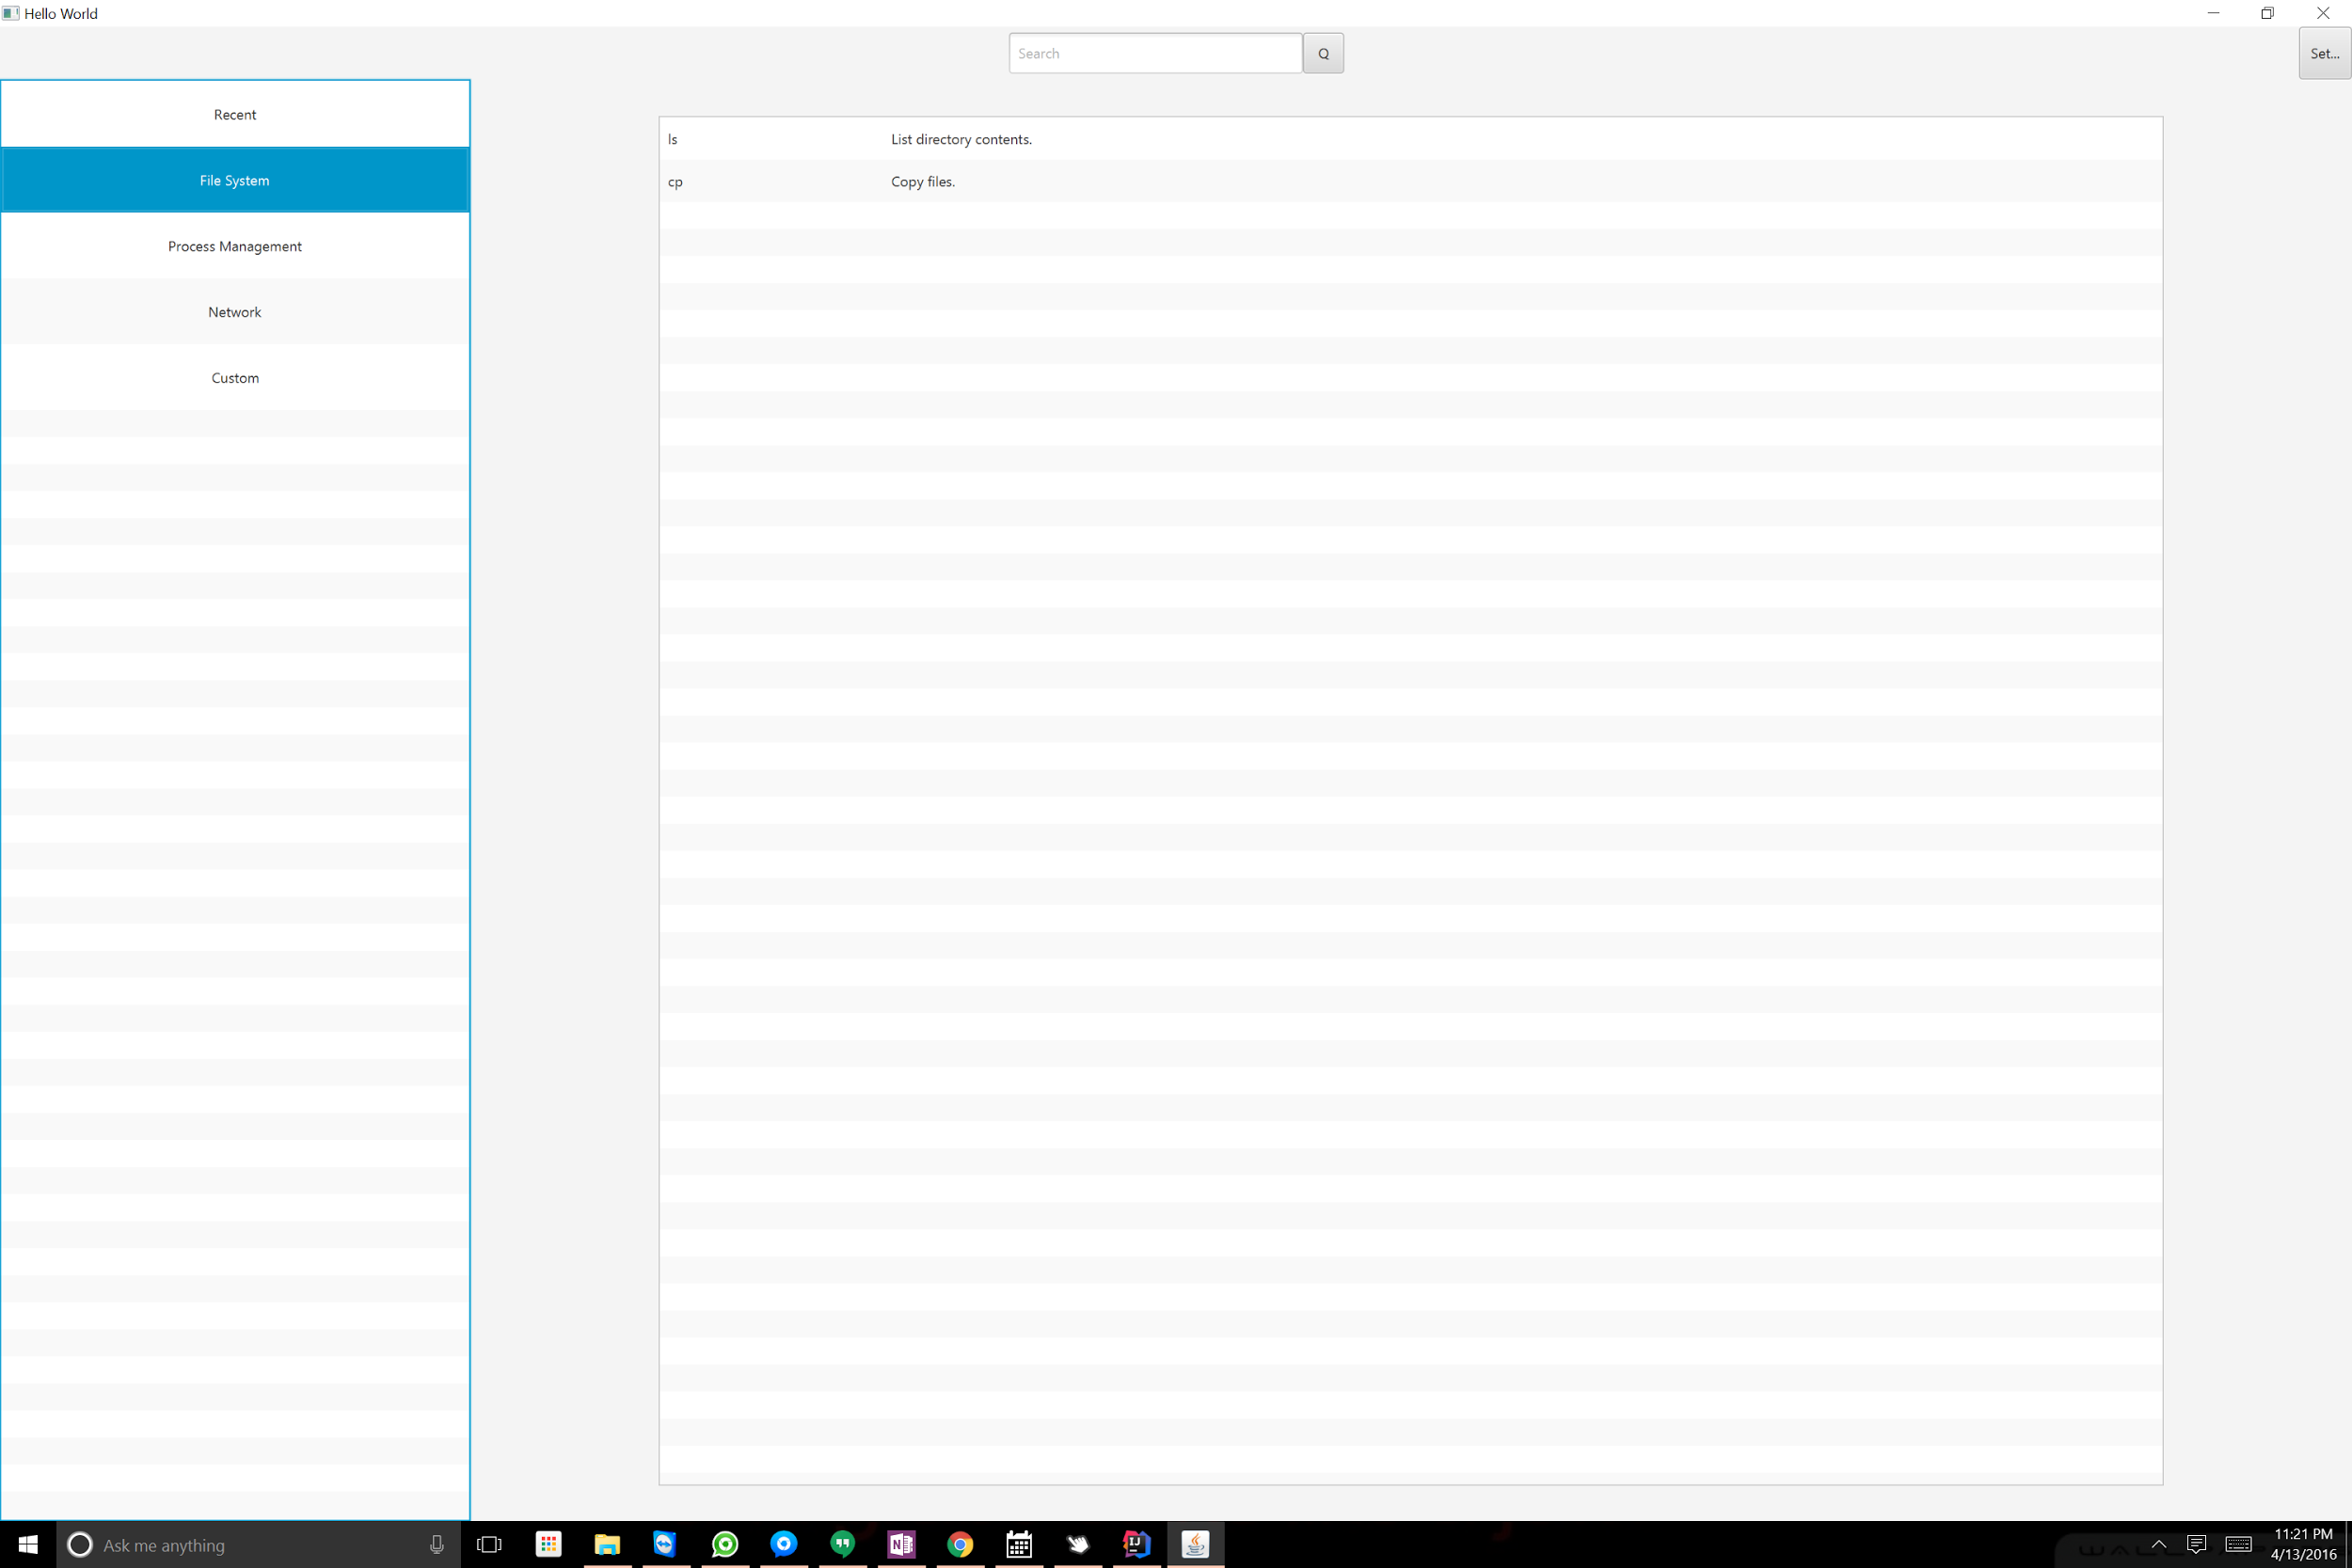 Hello World
Search Q Set...
Recent
File System
Process Management
Network
Custom
ls List directory contents.
cp Copy files.
Ask me anything
11:21 PM
4/13/2016